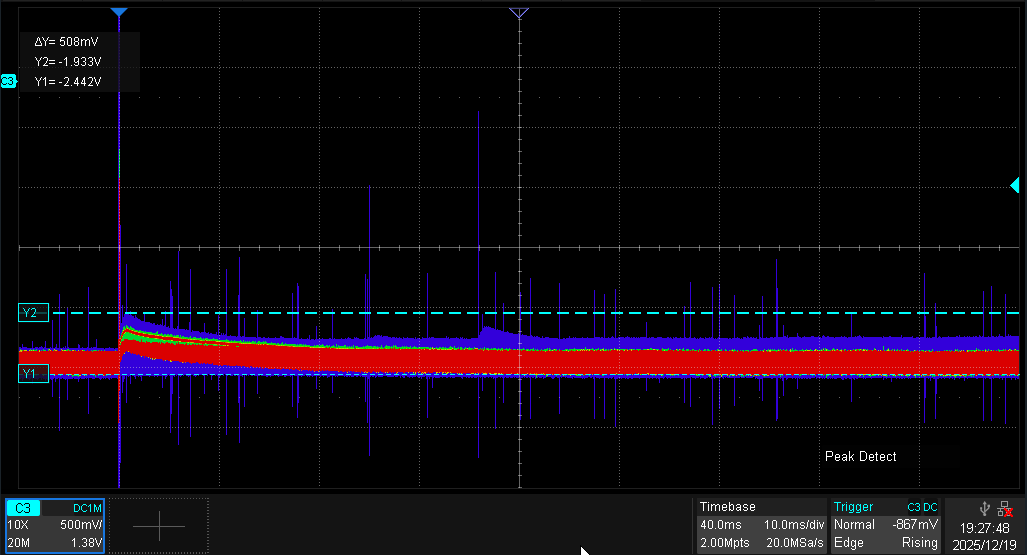 ΔY= 508mV
Y2= -1.933V
Y1= -2.442V
C3
Y2
Y1
Peak Detect
C3 DC1M
10X 500mV/
20M 1.38V
Timebase
40.0ms 10.0ms/div
2.00Mpts 20.0MSa/s
Trigger C3 DC
Normal -867mV
Edge Rising
19:27:48
2025/12/19